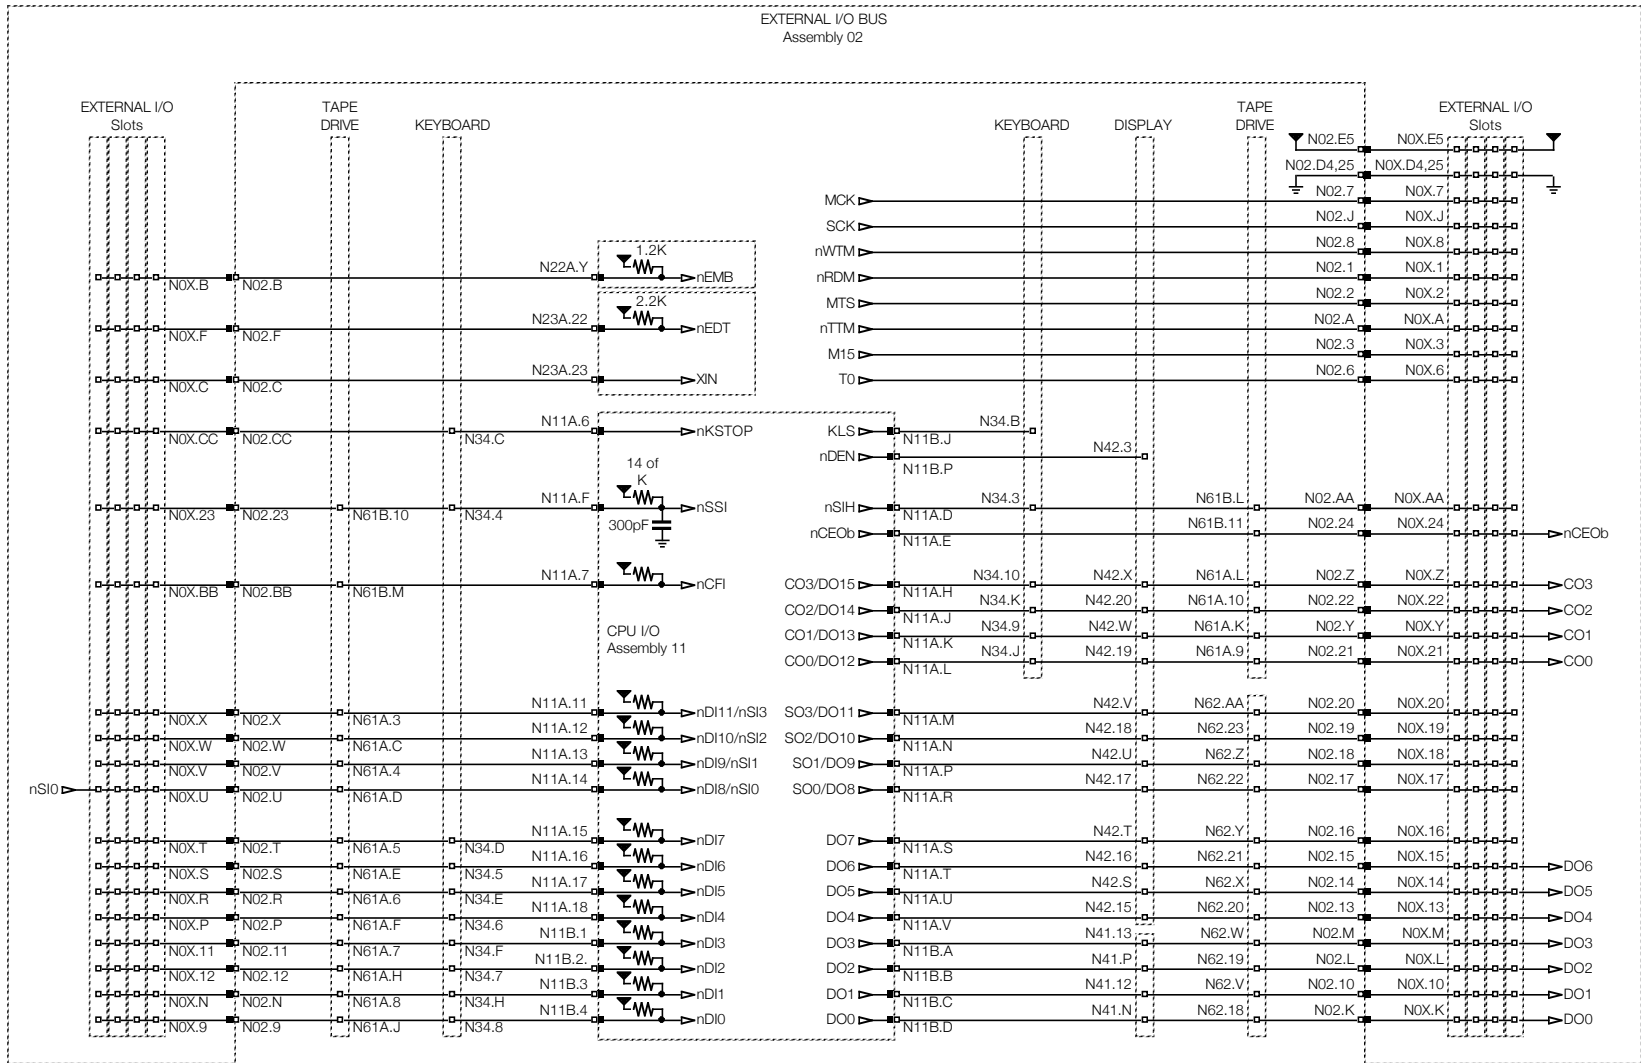 EXTERNAL I/O BUS
Assembly 02
EXTERNAL I/O
Slots
TAPE
DRIVE
KEYBOARD
KEYBOARD
DISPLAY
TAPE
DRIVE
EXTERNAL I/O
Slots
N02.E5 N0X.E5
N02.D4,25 N0X.D4,25
MCK N02.7 N0X.7
SCK N02.J N0X.J
nWTM N02.8 N0X.8
N0X.B N02.B N22A.Y 1.2K nEMB
nRDM N02.1 N0X.1
MTS N02.2 N0X.2
N0X.F N02.F N23A.22 2.2K nEDT
nTTM N02.A N0X.A
M15 N02.3 N0X.3
N0X.C N02.C N23A.23 XIN
T0 N02.6 N0X.6
N0X.CC N02.CC N34.C N11A.6 nKSTOP
KLS N11B.J N34.B
nDEN N11B.P N42.3
14 of
K
N0X.23 N02.23 N61B.10 N34.4 N11A.F nSSI
300pF
nSIH N11A.D N34.3 N61B.L N02.AA N0X.AA
nCEOb N11A.E N61B.11 N02.24 N0X.24 nCEOb
N0X.BB N02.BB N61B.M N11A.7 nCFI
CO3/DO15 N11A.H N34.10 N42.X N61A.L N02.Z N0X.Z CO3
CO2/DO14 N11A.J N34.K N42.20 N61A.10 N02.22 N0X.22 CO2
CPU I/O
Assembly 11
CO1/DO13 N11A.K N34.9 N42.W N61A.K N02.Y N0X.Y CO1
CO0/DO12 N11A.L N34.J N42.19 N61A.9 N02.21 N0X.21 CO0
N0X.X N02.X N61A.3 N11A.11 nDI11/nSI3
SO3/DO11 N11A.M N42.V N62.AA N02.20 N0X.20
N0X.W N02.W N61A.C N11A.12 nDI10/nSI2
SO2/DO10 N11A.N N42.18 N62.23 N02.19 N0X.19
N0X.V N02.V N61A.4 N11A.13 nDI9/nSI1
SO1/DO9 N11A.P N42.U N62.Z N02.18 N0X.18
nSI0 N0X.U N02.U N61A.D N11A.14 nDI8/nSI0
SO0/DO8 N11A.R N42.17 N62.22 N02.17 N0X.17
N0X.T N02.T N61A.5 N34.D N11A.15 nDI7
DO7 N11A.S N42.T N62.Y N02.16 N0X.16
N0X.S N02.S N61A.E N34.5 N11A.16 nDI6
DO6 N11A.T N42.16 N62.21 N02.15 N0X.15 DO6
N0X.R N02.R N61A.6 N34.E N11A.17 nDI5
DO5 N11A.U N42.S N62.X N02.14 N0X.14 DO5
N0X.P N02.P N61A.F N34.6 N11A.18 nDI4
DO4 N11A.V N42.15 N62.20 N02.13 N0X.13 DO4
N0X.11 N02.11 N61A.7 N34.F N11B.1 nDI3
DO3 N11B.A N41.13 N62.W N02.M N0X.M DO3
N0X.12 N02.12 N61A.H N34.7 N11B.2. nDI2
DO2 N11B.B N41.P N62.19 N02.L N0X.L DO2
N0X.N N02.N N61A.8 N34.H N11B.3 nDI1
DO1 N11B.C N41.12 N62.V N02.10 N0X.10 DO1
N0X.9 N02.9 N61A.J N34.8 N11B.4 nDI0
DO0 N11B.D N41.N N62.18 N02.K N0X.K DO0